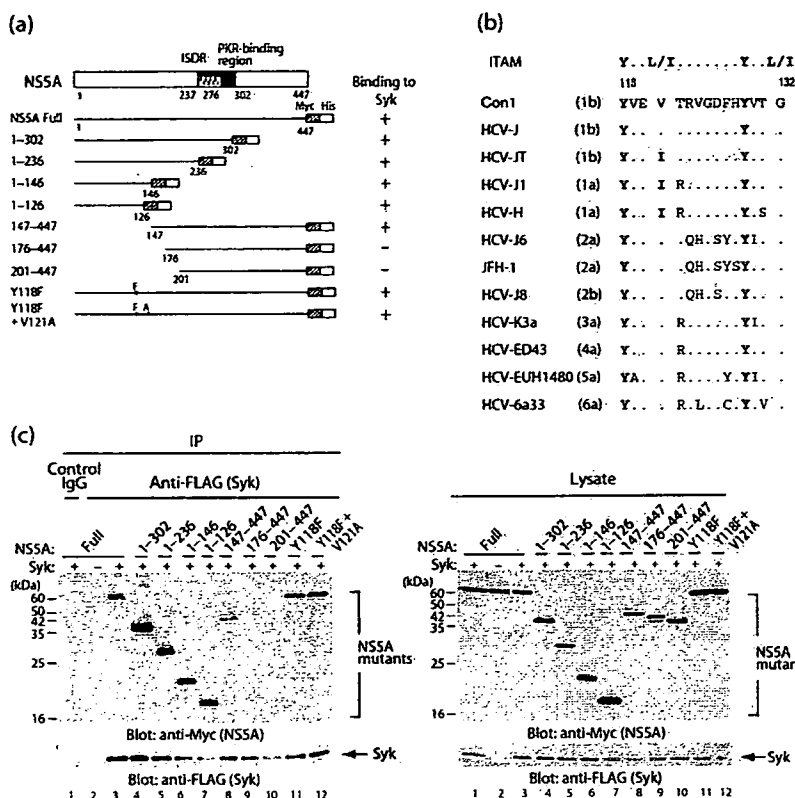 (a)
ISDR
PKR-binding
region
NS5A
1
237 276 302 447
Myc His
Binding to
Syk
NS5A Full 1 447 +
1–302 302 +
1–236 236 +
1–146 146 +
1–126 126 +
147–447 147 +
176–447 176 –
201–447 201 –
Y118F F +
Y118F F A +
+ V121A
(b)
ITAM Y..L/I.......Y..L/I
118 132
Con1 (1b) YVE V TRVGDFHYVT G
HCV-J (1b) Y.. . .......Y.. .
HCV-JT (1b) Y.. I .......Y.. .
HCV-J1 (1a) Y.. I R......Y.. .
HCV-H (1a) Y.. I R......Y.S .
HCV-J6 (2a) Y.. . .QH.SY.YI. .
JFH-1 (2a) Y.. . .QH.SYSY.. .
HCV-J8 (2b) Y.. . .QH.S..Y.. .
HCV-K3a (3a) Y.. . R......YI. .
HCV-ED43 (4a) Y.. . R......Y.. .
HCV-EUH1480 (5a) YA. . R....Y.YI. .
HCV-6a33 (6a) Y.. . R.L..C.Y.V .
(c)
IP
Control
IgG
Anti-FLAG (Syk)
NS5A: Full 1–302 1–236 1–146 1–126 147–447 176–447 201–447 Y118F Y118F+
V121A
Syk: + – + + + + + + + + + +
(kDa)
60
50
42
35
25
16
NS5A
mutants
Blot: anti-Myc (NS5A)
Syk
Blot: anti-FLAG (Syk)
1 2 3 4 5 6 7 8 9 10 11 12
Lysate
NS5A: Full 1–302 1–236 1–146 1–126 147–447 176–447 201–447 Y118F Y118F+
V121A
Syk: + – + + + + + + + + + +
(kDa)
60
50
42
35
25
16
NS5A
mutan
Blot: anti-Myc (NS5A)
Syk
Blot: anti-FLAG (Syk)
1 2 3 4 5 6 7 8 9 10 11 12